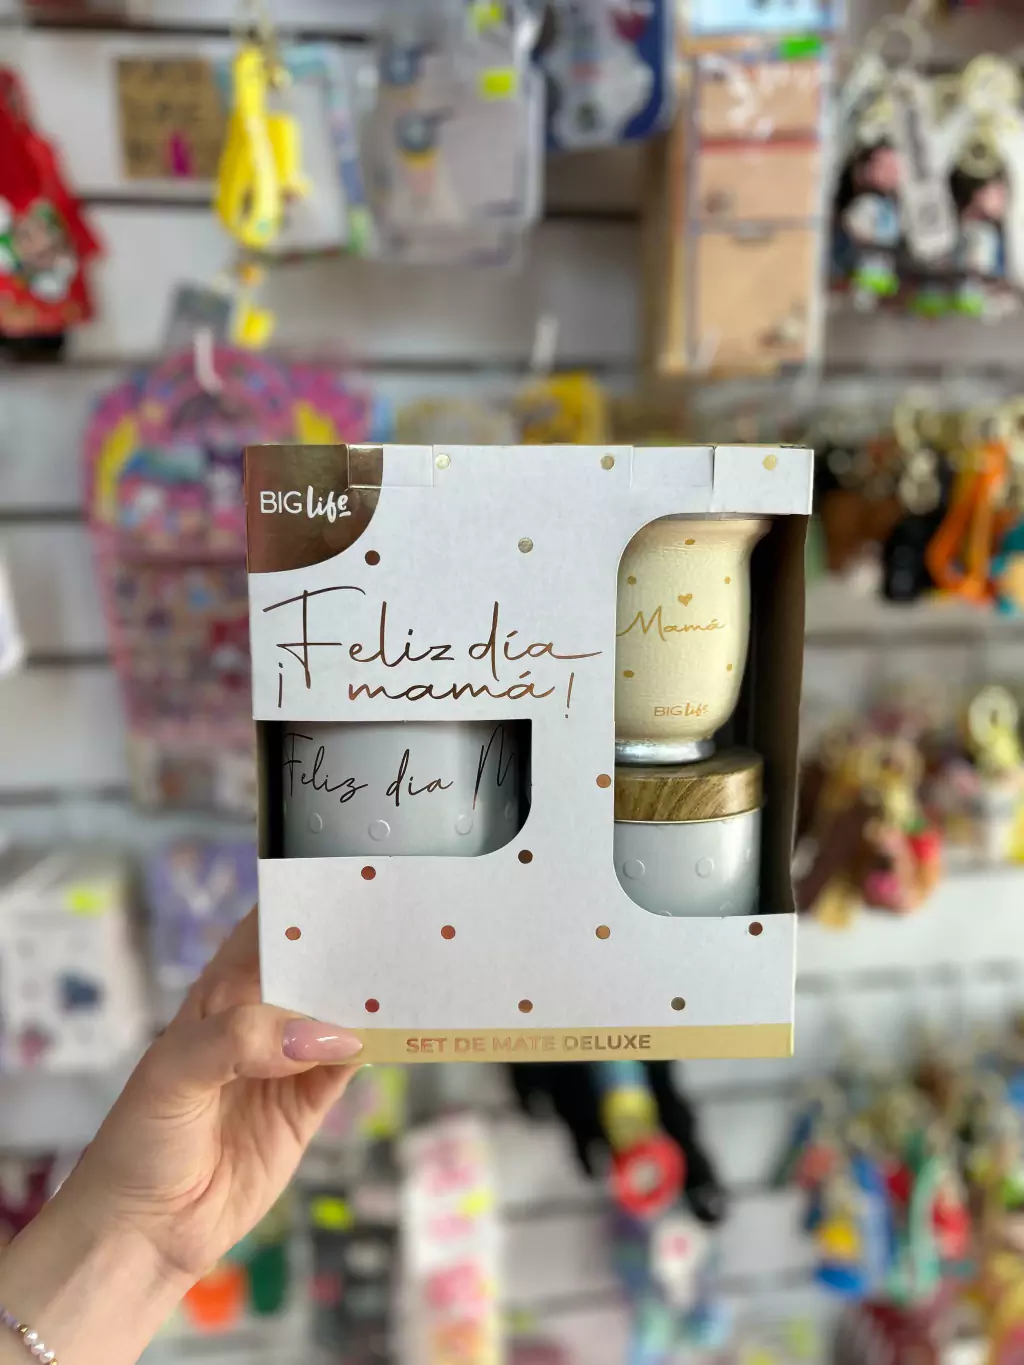 BIG life
Feliz día
¡ mamá!
Mamá
BIG life
Feliz día M
SET DE MATE DELUXE